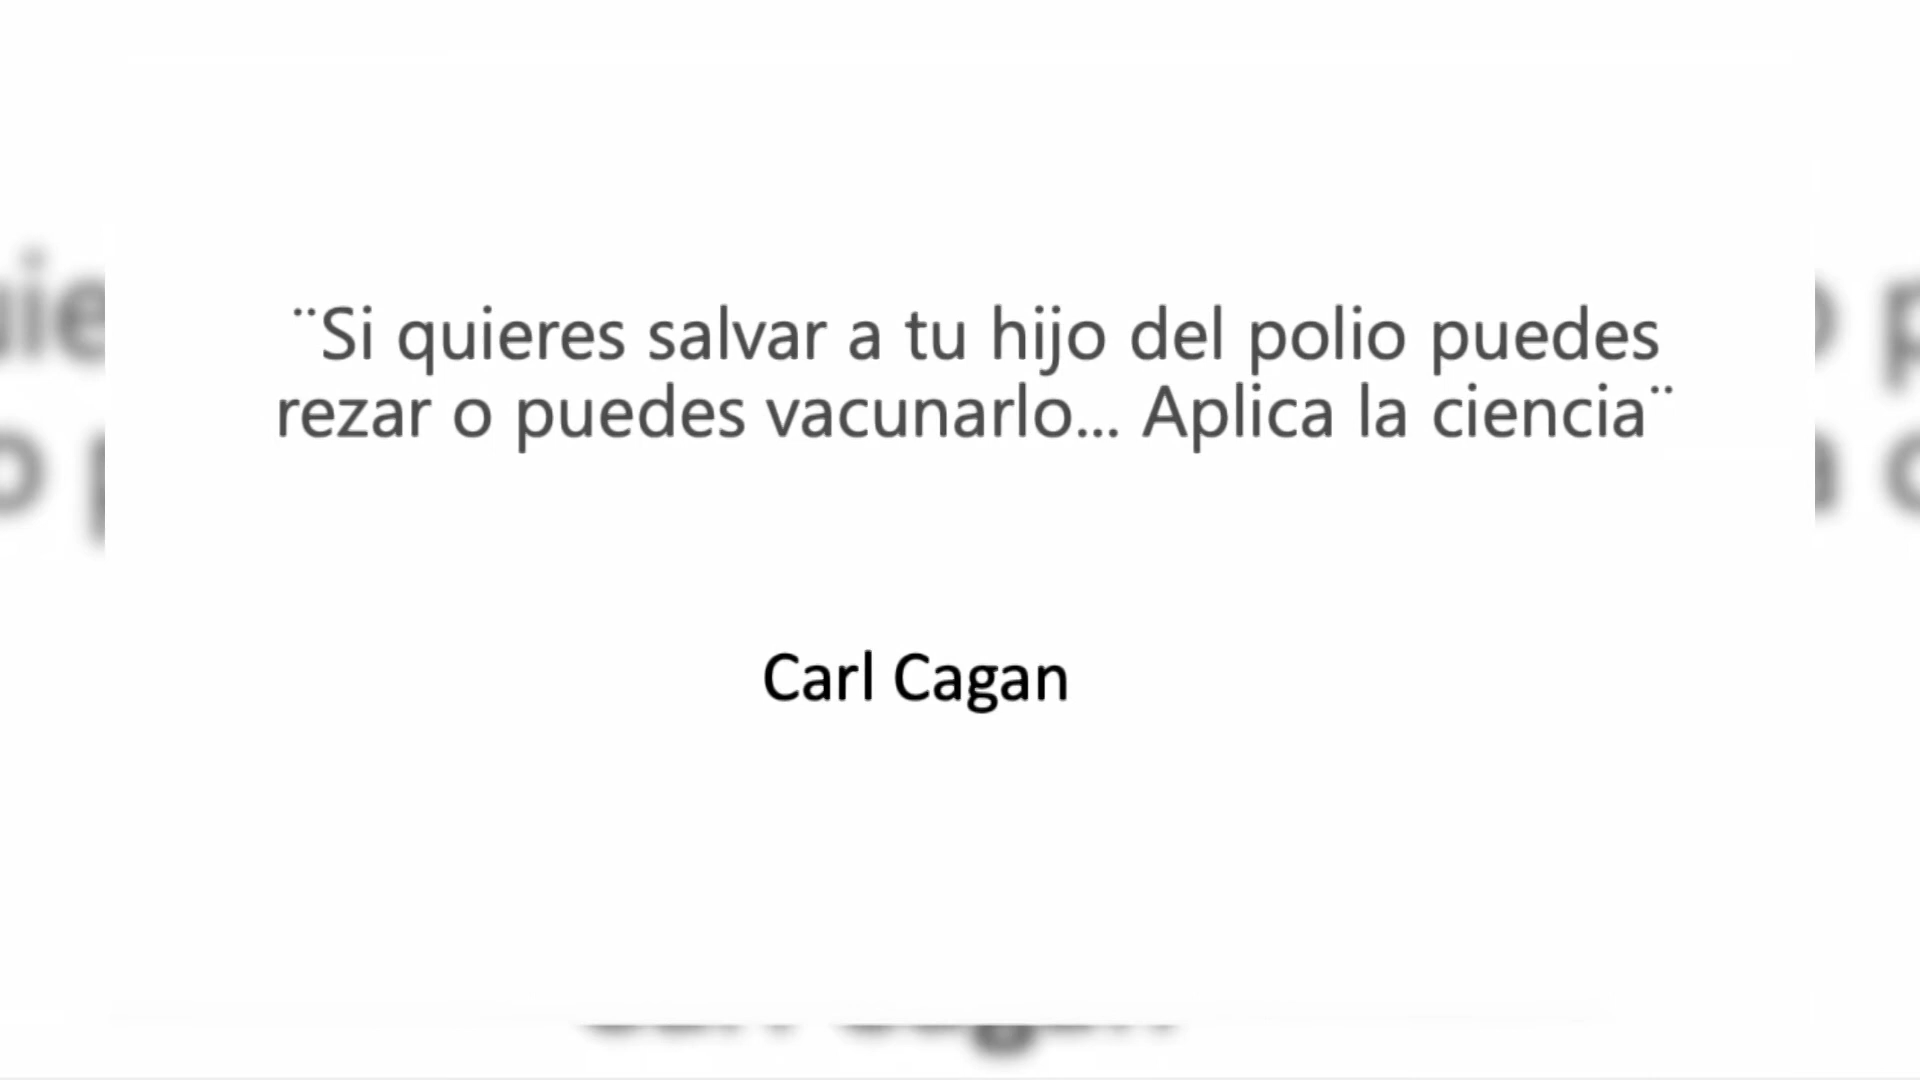 ¨Si quieres salvar a tu hijo del polio puedes
rezar o puedes vacunarlo... Aplica la ciencia¨
Carl Cagan